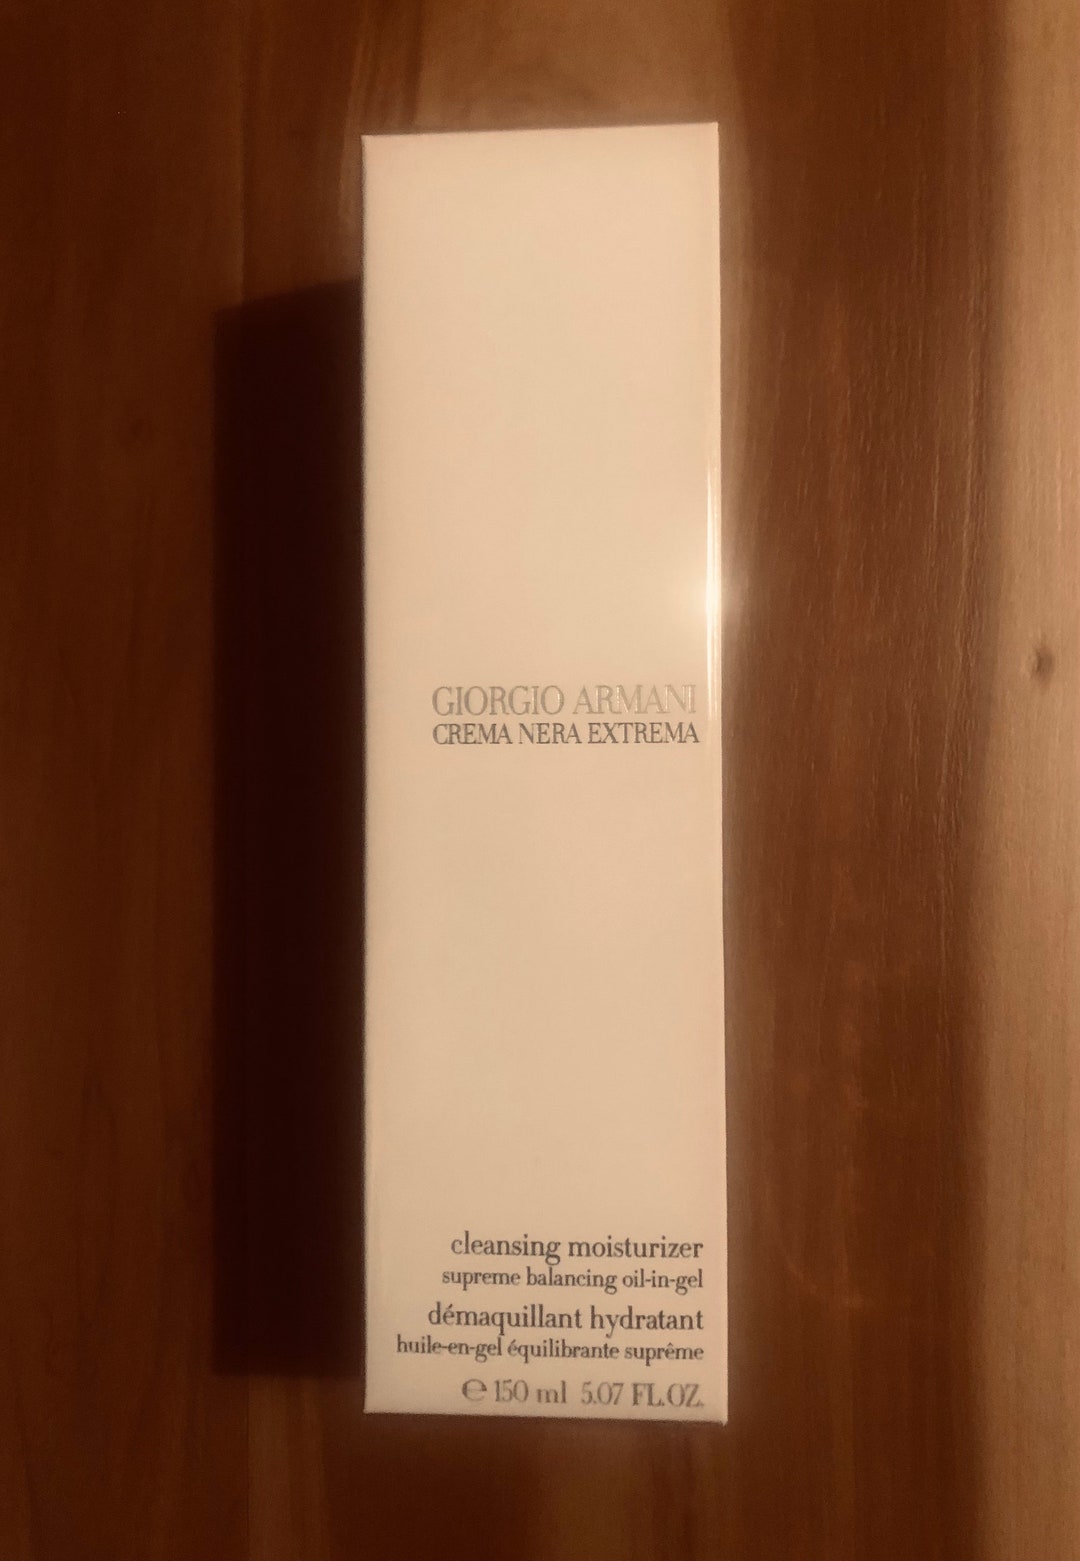 GIORGIO ARMANI
CREMA NERA EXTREMA
cleansing moisturizer
supreme balancing oil-in-gel
démaquillant hydratant
huile-en-gel équilibrante suprême
℮ 150 ml 5.07 FL.OZ.